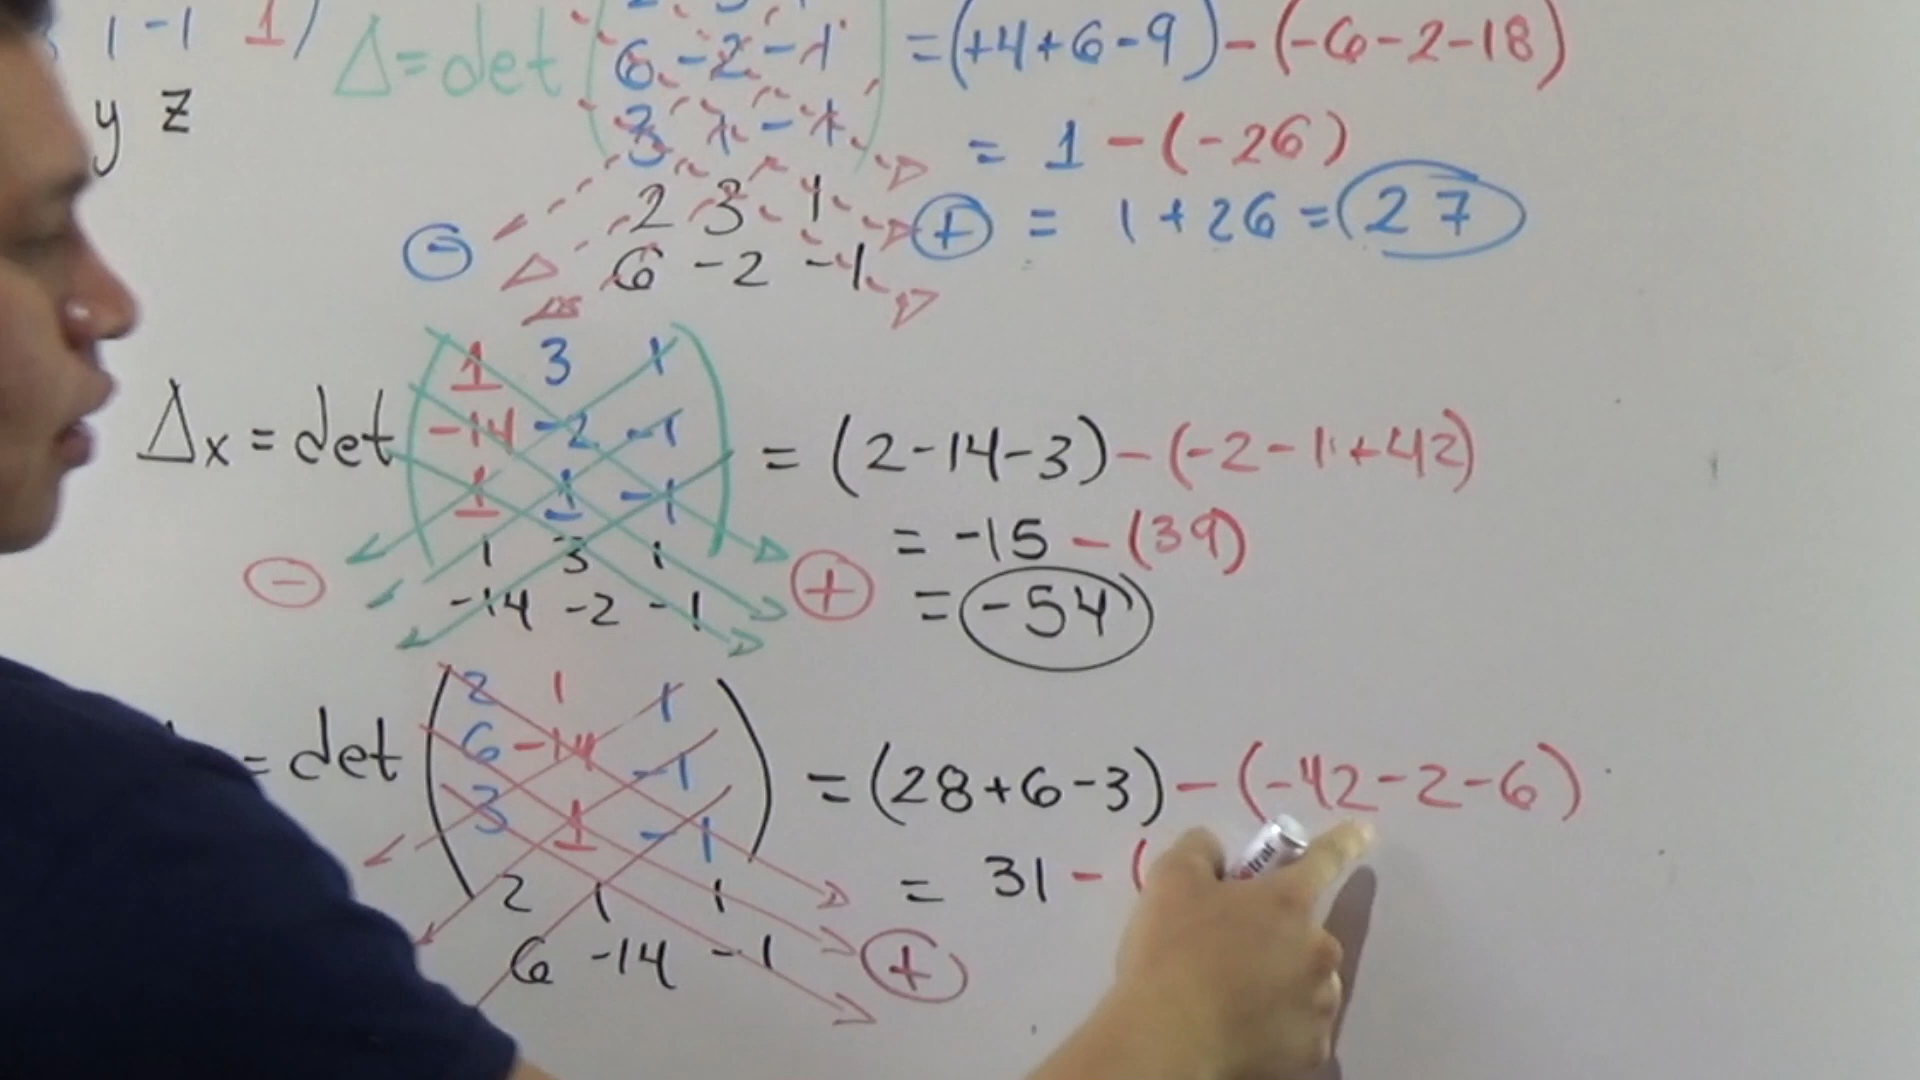 1 -1 1)
y z
Δ = det
6 -2 -1
3 1 -1
2 3 1
6 -2 -1
= (+4+6-9) - (-6-2-18)
= 1 - (-26)
- + = 1 + 26 = 27
Δx = det
1 3 1
-14 -2 -1
1 1 -1
1 3 1
-14 -2 -1
- +
= (2-14-3) - (-2-1+42)
= -15 - (39)
= -54
= det
2 1 1
6 -14 -1
3 1 -1
2 1 1
6 -14 -1
+
= (28+6-3) - (-42-2-6)
= 31 - (